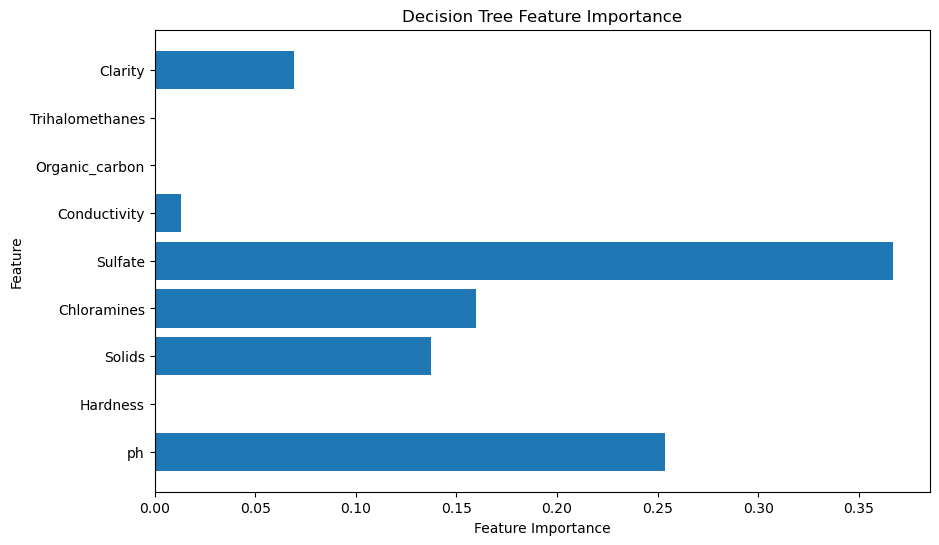 Decision Tree Feature Importance
Clarity
Trihalomethanes
Organic_carbon
Conductivity
Sulfate
Chloramines
Solids
Hardness
ph
Feature
0.00 0.05 0.10 0.15 0.20 0.25 0.30 0.35
Feature Importance